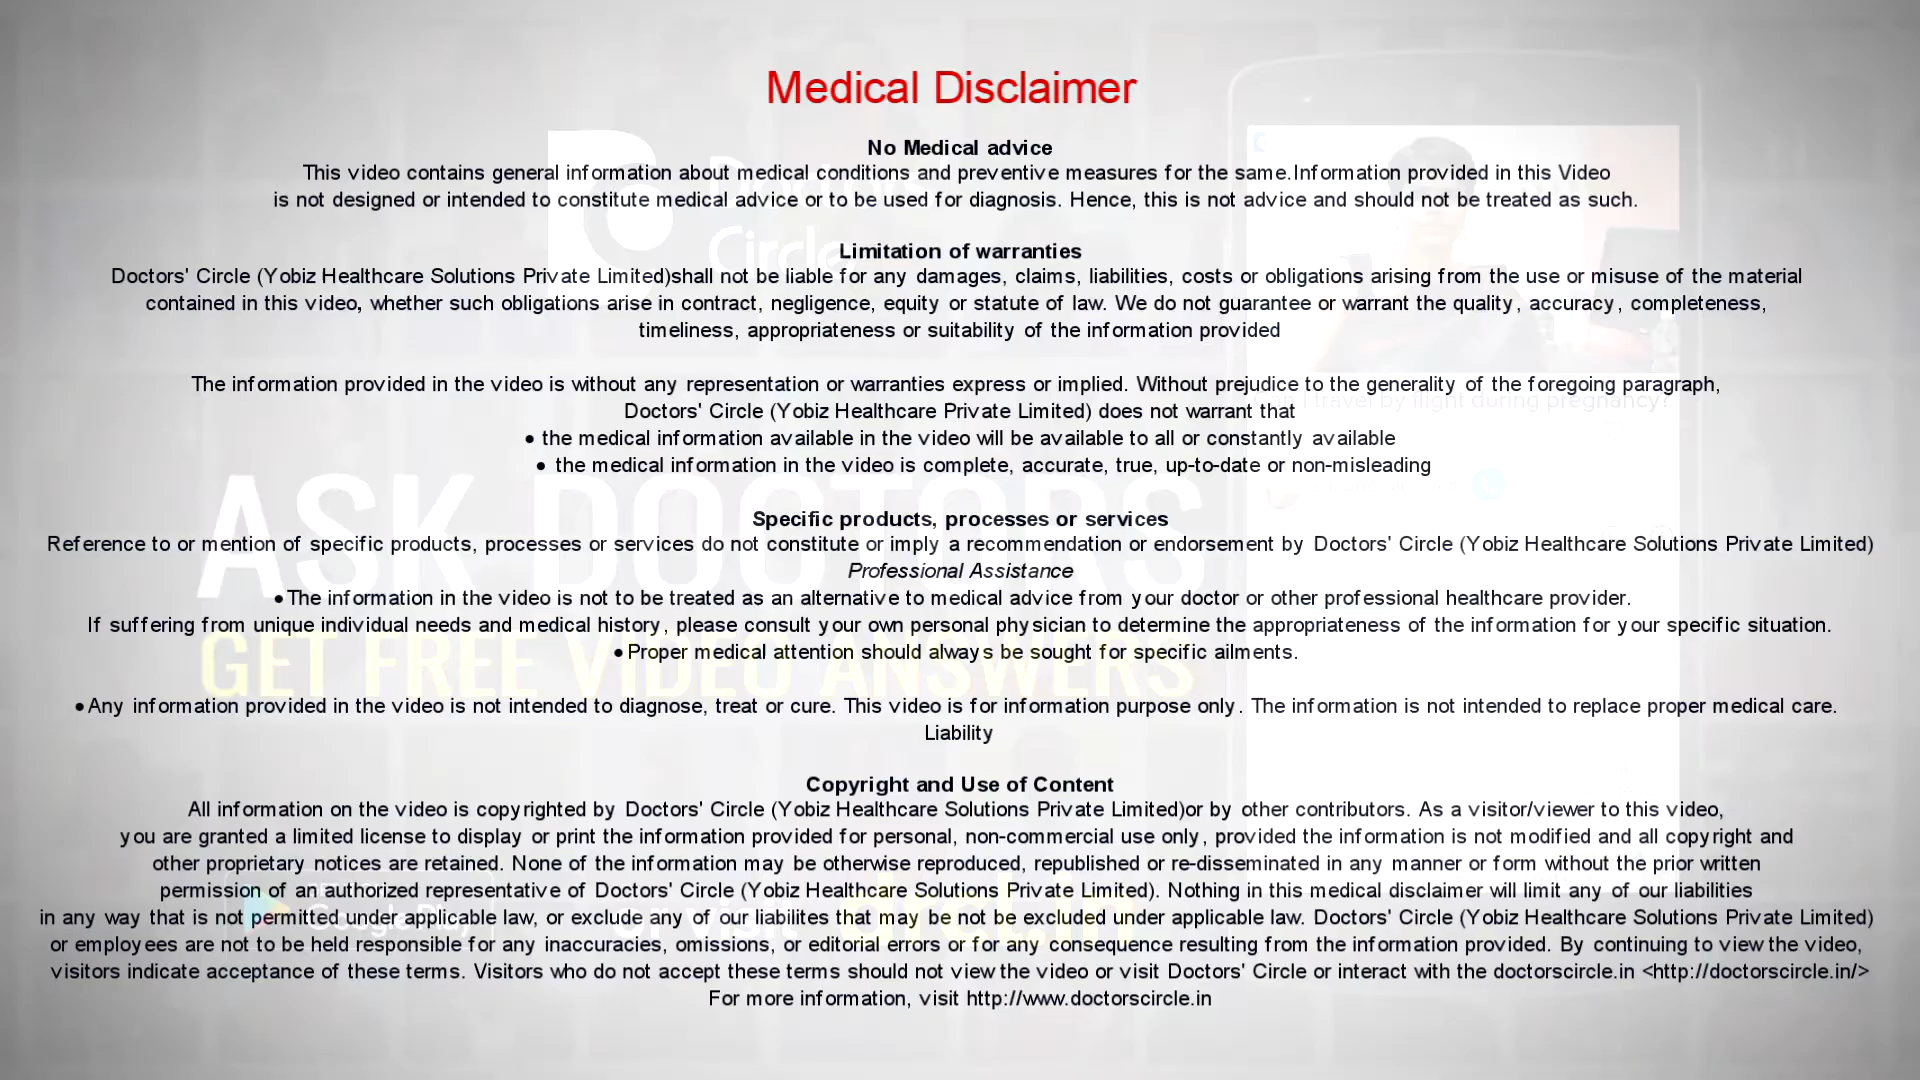 Medical Disclaimer
No Medical advice
This video contains general information about medical conditions and preventive measures for the same.Information provided in this Video
is not designed or intended to constitute medical advice or to be used for diagnosis. Hence, this is not advice and should not be treated as such.
Doctors'
Circle
Limitation of warranties
Doctors' Circle (Yobiz Healthcare Solutions Private Limited)shall not be liable for any damages, claims, liabilities, costs or obligations arising from the use or misuse of the material
contained in this video, whether such obligations arise in contract, negligence, equity or statute of law. We do not guarantee or warrant the quality, accuracy, completeness,
timeliness, appropriateness or suitability of the information provided
The information provided in the video is without any representation or warranties express or implied. Without prejudice to the generality of the foregoing paragraph,
Can I travel by flight during pregnancy?
Doctors' Circle (Yobiz Healthcare Private Limited) does not warrant that
• the medical information available in the video will be available to all or constantly available
• the medical information in the video is complete, accurate, true, up-to-date or non-misleading
ASK DOCTORS
Specific products, processes or services
Reference to or mention of specific products, processes or services do not constitute or imply a recommendation or endorsement by Doctors' Circle (Yobiz Healthcare Solutions Private Limited)
Professional Assistance
•The information in the video is not to be treated as an alternative to medical advice from your doctor or other professional healthcare provider.
If suffering from unique individual needs and medical history, please consult your own personal physician to determine the appropriateness of the information for your specific situation.
GET FREE VIDEO ANSWERS
•Proper medical attention should always be sought for specific ailments.
•Any information provided in the video is not intended to diagnose, treat or cure. This video is for information purpose only. The information is not intended to replace proper medical care.
Liability
Copyright and Use of Content
All information on the video is copyrighted by Doctors' Circle (Yobiz Healthcare Solutions Private Limited)or by other contributors. As a visitor/viewer to this video,
you are granted a limited license to display or print the information provided for personal, non-commercial use only, provided the information is not modified and all copyright and
other proprietary notices are retained. None of the information may be otherwise reproduced, republished or re-disseminated in any manner or form without the prior written
permission of an authorized representative of Doctors' Circle (Yobiz Healthcare Solutions Private Limited). Nothing in this medical disclaimer will limit any of our liabilities
in any way that is not permitted under applicable law, or exclude any of our liabilites that may be not be excluded under applicable law. Doctors' Circle (Yobiz Healthcare Solutions Private Limited)
Google Play or visit drcl.in
or employees are not to be held responsible for any inaccuracies, omissions, or editorial errors or for any consequence resulting from the information provided. By continuing to view the video,
visitors indicate acceptance of these terms. Visitors who do not accept these terms should not view the video or visit Doctors' Circle or interact with the doctorscircle.in <http://doctorscircle.in/>
For more information, visit http://www.doctorscircle.in